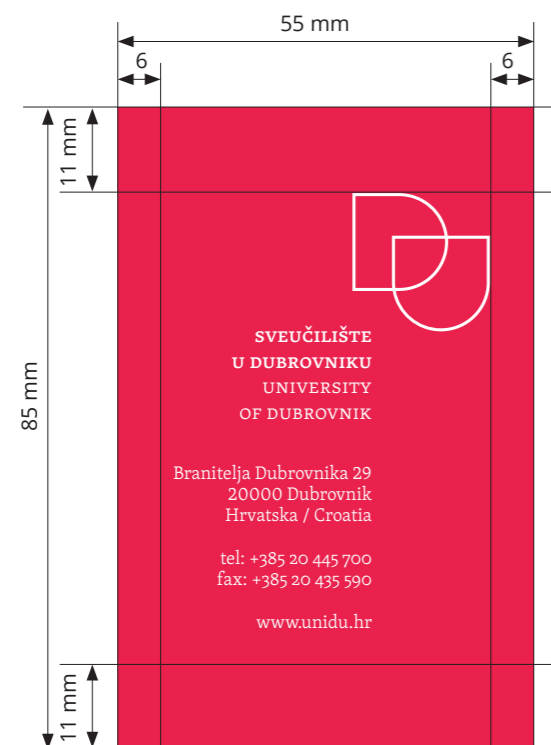 55 mm
6
6
11 mm
85 mm
SVEUČILIŠTE
U DUBROVNIKU
UNIVERSITY
OF DUBROVNIK
Branitelja Dubrovnika 29
20000 Dubrovnik
Hrvatska / Croatia
tel: +385 20 445 700
fax: +385 20 435 590
www.unidu.hr
11 mm